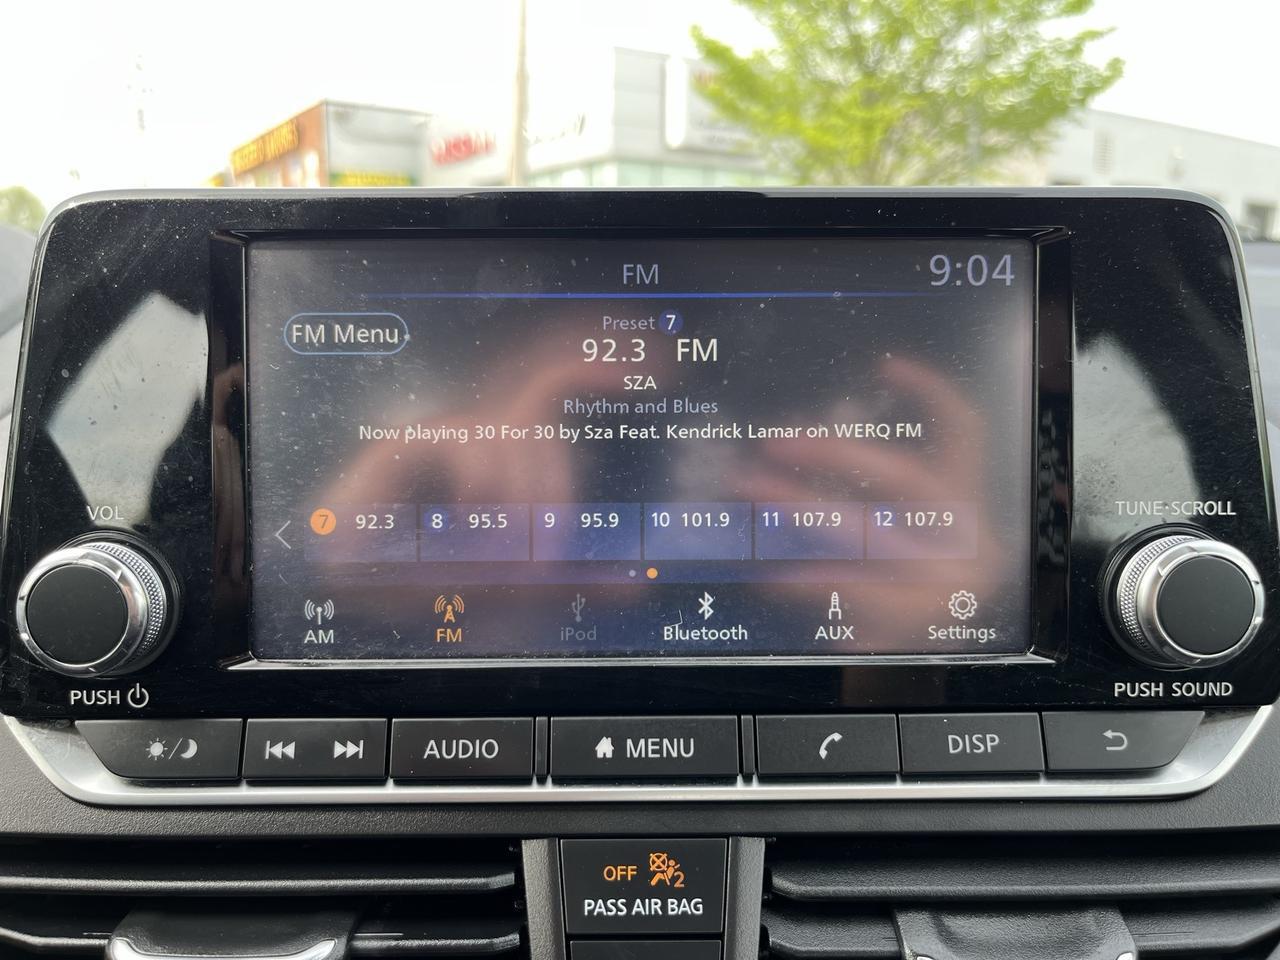 NISSAN
FM
9:04
FM Menu
Preset 7
92.3 FM
SZA
Rhythm and Blues
Now playing 30 For 30 by Sza Feat. Kendrick Lamar on WERQ FM
7 92.3 8 95.5 9 95.9 10 101.9 11 107.9 12 107.9
AM FM iPod Bluetooth AUX Settings
VOL
TUNE·SCROLL
PUSH
PUSH SOUND
AUDIO MENU DISP
OFF 2
PASS AIR BAG